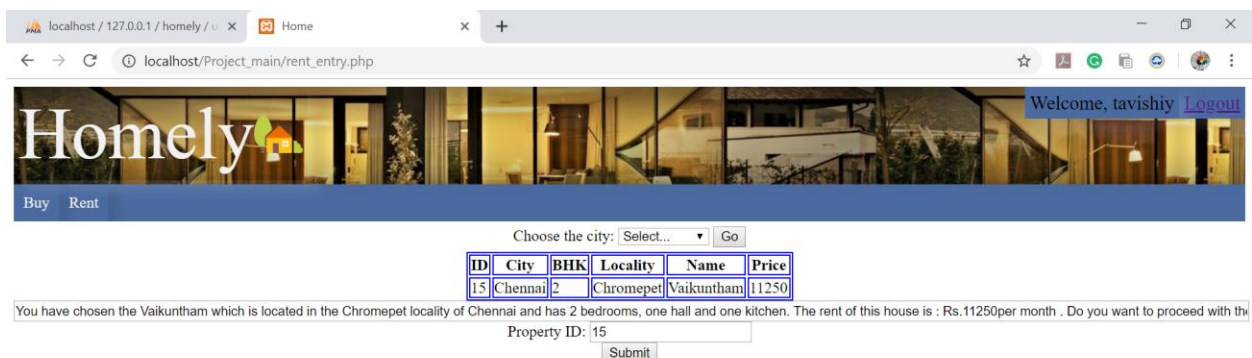 localhost / 127.0.0.1 / homely / u
Home
localhost/Project_main/rent_entry.php
Homely
Welcome, tavishiy Logout
Buy Rent
Choose the city: Select... Go
ID City BHK Locality Name Price
15 Chennai 2 Chromepet Vaikuntham 11250
You have chosen the Vaikuntham which is located in the Chromepet locality of Chennai and has 2 bedrooms, one hall and one kitchen. The rent of this house is : Rs.11250per month . Do you want to proceed with the
Property ID: 15
Submit